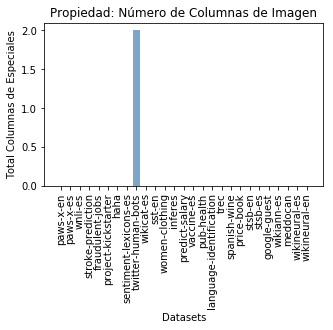 Propiedad: Número de Columnas de Imagen
Total Columnas de Especiales
2.0
1.5
1.0
0.5
0.0
paws-x-en
paws-x-es
wnli-es
stroke-prediction
fraudulent-jobs
project-kickstarter
haha
sentiment-lexicons-es
twitter-human-bots
wikicat-es
sst-en
women-clothing
inferes
predict-salary
vaccine-es
pub-health
language-identification
trec
spanish-wine
price-book
stsb-en
stsb-es
google-guest
wikiann-es
meddocan
wikineural-es
wikineural-en
Datasets